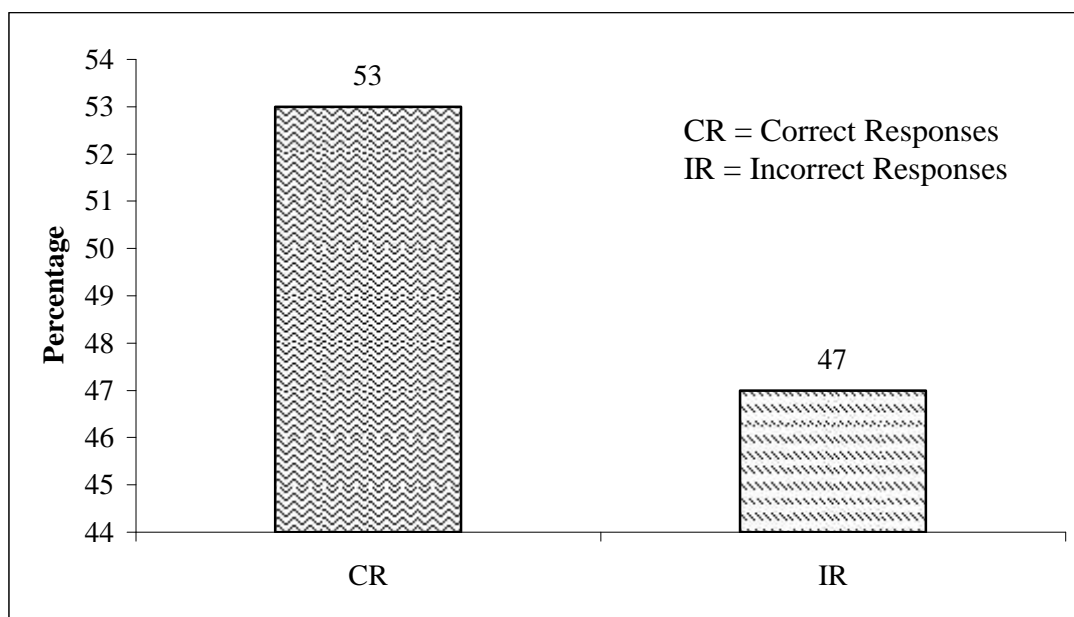 54
53
52
51
50
49
48
47
46
45
44
Percentage
53
47
CR = Correct Responses
IR = Incorrect Responses
CR
IR